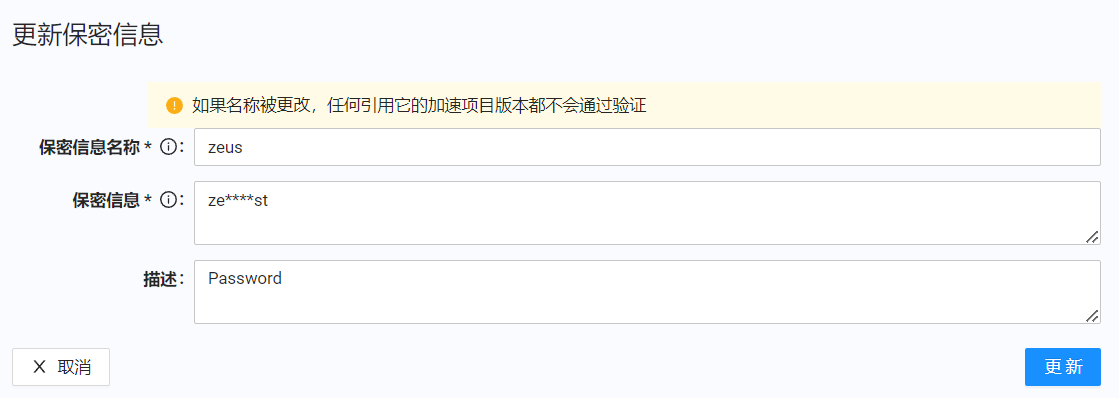 更新保密信息
如果名称被更改，任何引用它的加速项目版本都不会通过验证
保密信息名称 * : zeus
保密信息 * : ze****st
描述: Password
取消 更新